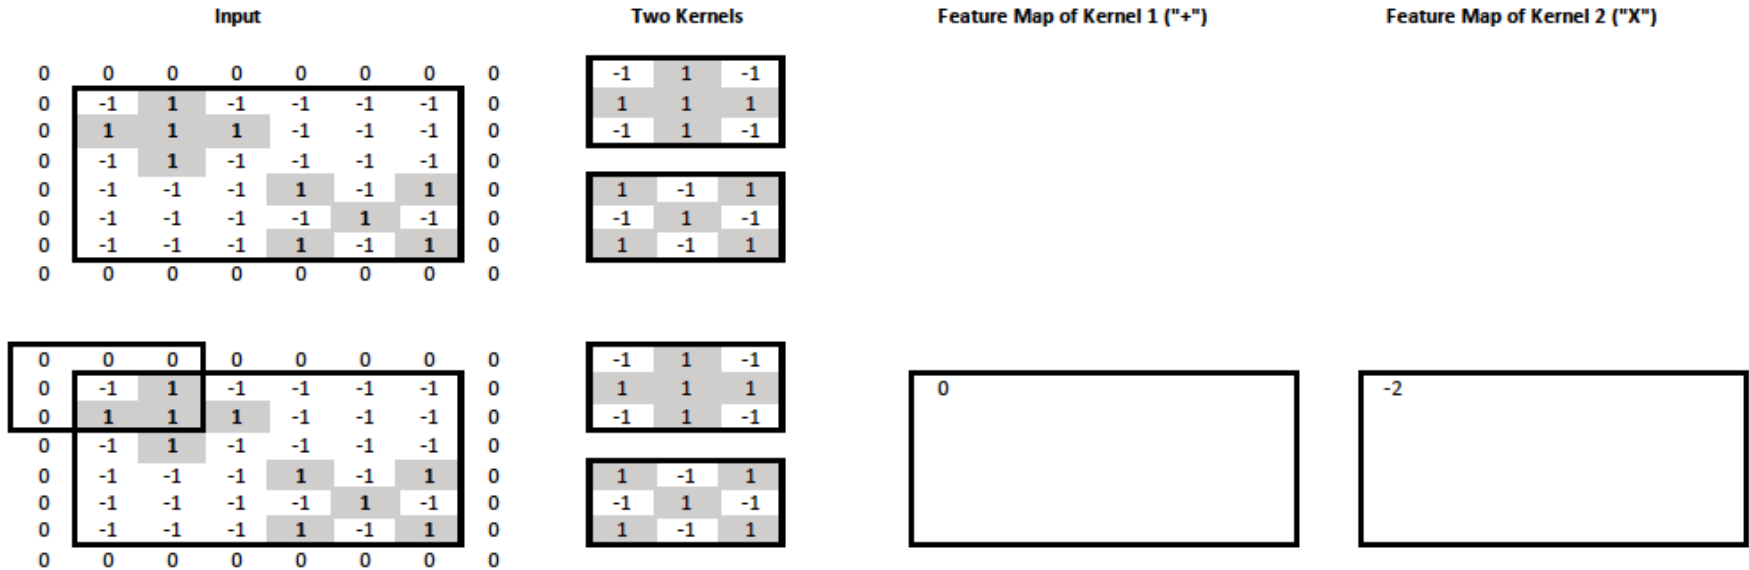 Input Two Kernels Feature Map of Kernel 1 ("+") Feature Map of Kernel 2 ("X")
0 0 0 0 0 0 0 0 -1 1 -1
0 -1 1 -1 -1 -1 -1 0 1 1 1
0 1 1 1 -1 -1 -1 0 -1 1 -1
0 -1 1 -1 -1 -1 -1 0
0 -1 -1 -1 1 -1 1 0 1 -1 1
0 -1 -1 -1 -1 1 -1 0 -1 1 -1
0 -1 -1 -1 1 -1 1 0 1 -1 1
0 0 0 0 0 0 0 0
0 0 0 0 0 0 0 0 -1 1 -1
0 -1 1 -1 -1 -1 -1 0 1 1 1 0 -2
0 1 1 1 -1 -1 -1 0 -1 1 -1
0 -1 1 -1 -1 -1 -1 0
0 -1 -1 -1 1 -1 1 0 1 -1 1
0 -1 -1 -1 -1 1 -1 0 -1 1 -1
0 -1 -1 -1 1 -1 1 0 1 -1 1
0 0 0 0 0 0 0 0